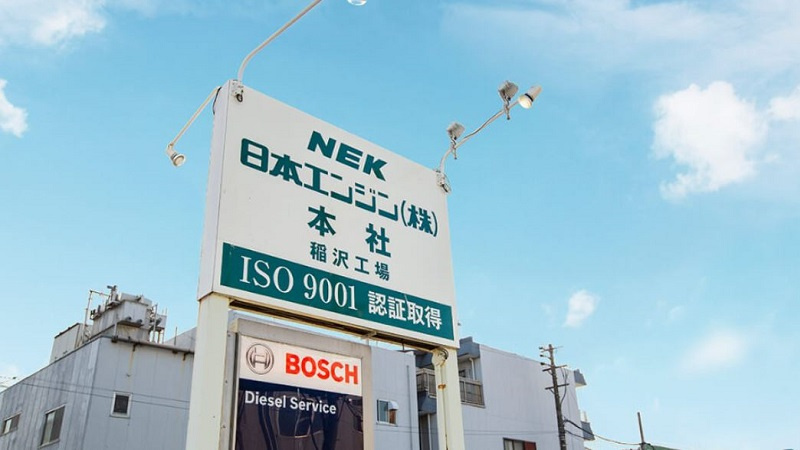 NEK
日本エンジン(株)
本社
稲沢工場
ISO 9001 認証取得
BOSCH
Diesel Service